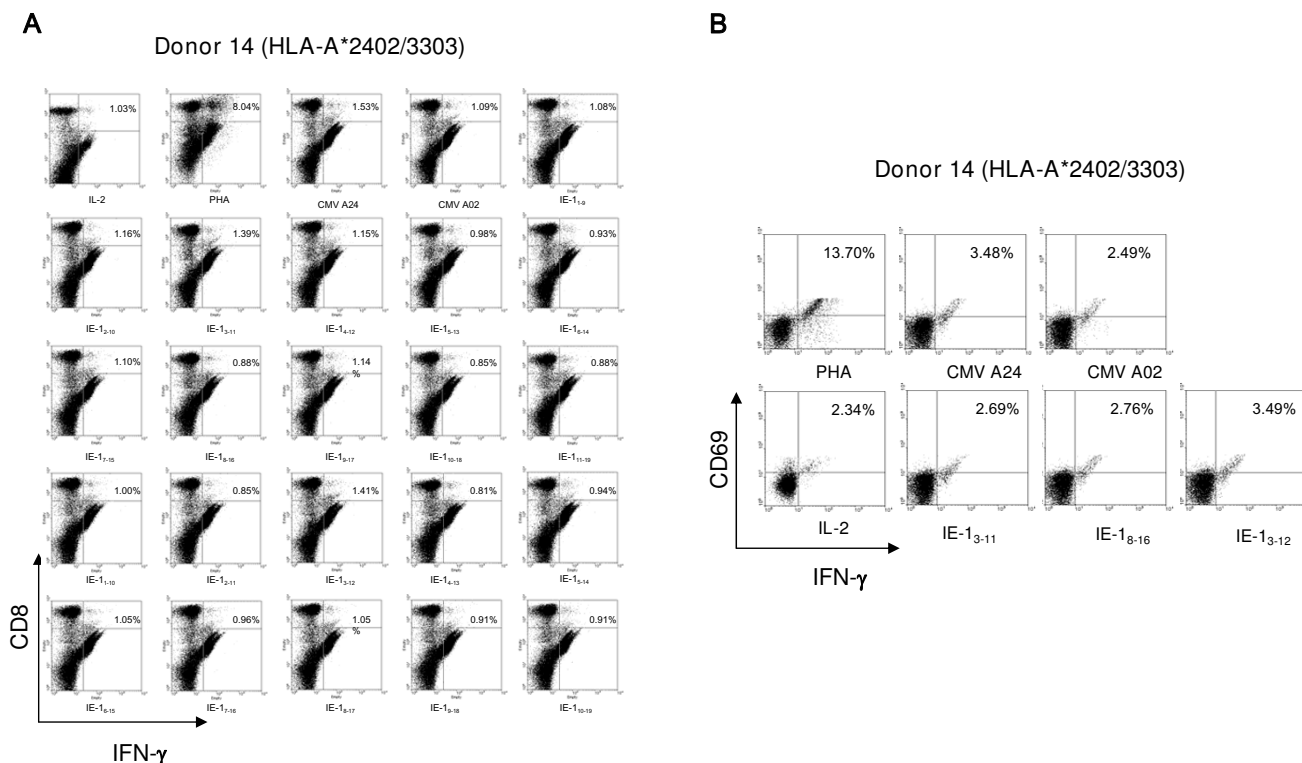 A
Donor 14 (HLA-A*2402/3303)
1.03% 8.04% 1.53% 1.09% 1.08%
IL-2 PHA CMV A24 CMV A02 IE-1₁₋₉
1.16% 1.39% 1.15% 0.98% 0.93%
IE-1₂₋₁₀ IE-1₃₋₁₁ IE-1₄₋₁₂ IE-1₅₋₁₃ IE-1₆₋₁₄
1.10% 0.88% 1.14 % 0.85% 0.88%
IE-1₇₋₁₅ IE-1₈₋₁₆ IE-1₉₋₁₇ IE-1₁₀₋₁₈ IE-1₁₁₋₁₉
1.00% 0.85% 1.41% 0.81% 0.94%
IE-1₁₋₁₀ IE-1₂₋₁₁ IE-1₃₋₁₂ IE-1₄₋₁₃ IE-1₅₋₁₄
1.05% 0.96% 1.05 % 0.91% 0.91%
IE-1₆₋₁₅ IE-1₇₋₁₆ IE-1₈₋₁₇ IE-1₉₋₁₈ IE-1₁₀₋₁₉
CD8
IFN-γ
B
Donor 14 (HLA-A*2402/3303)
13.70% 3.48% 2.49%
PHA CMV A24 CMV A02
2.34% 2.69% 2.76% 3.49%
IL-2 IE-1₃₋₁₁ IE-1₈₋₁₆ IE-1₃₋₁₂
CD69
IFN-γ